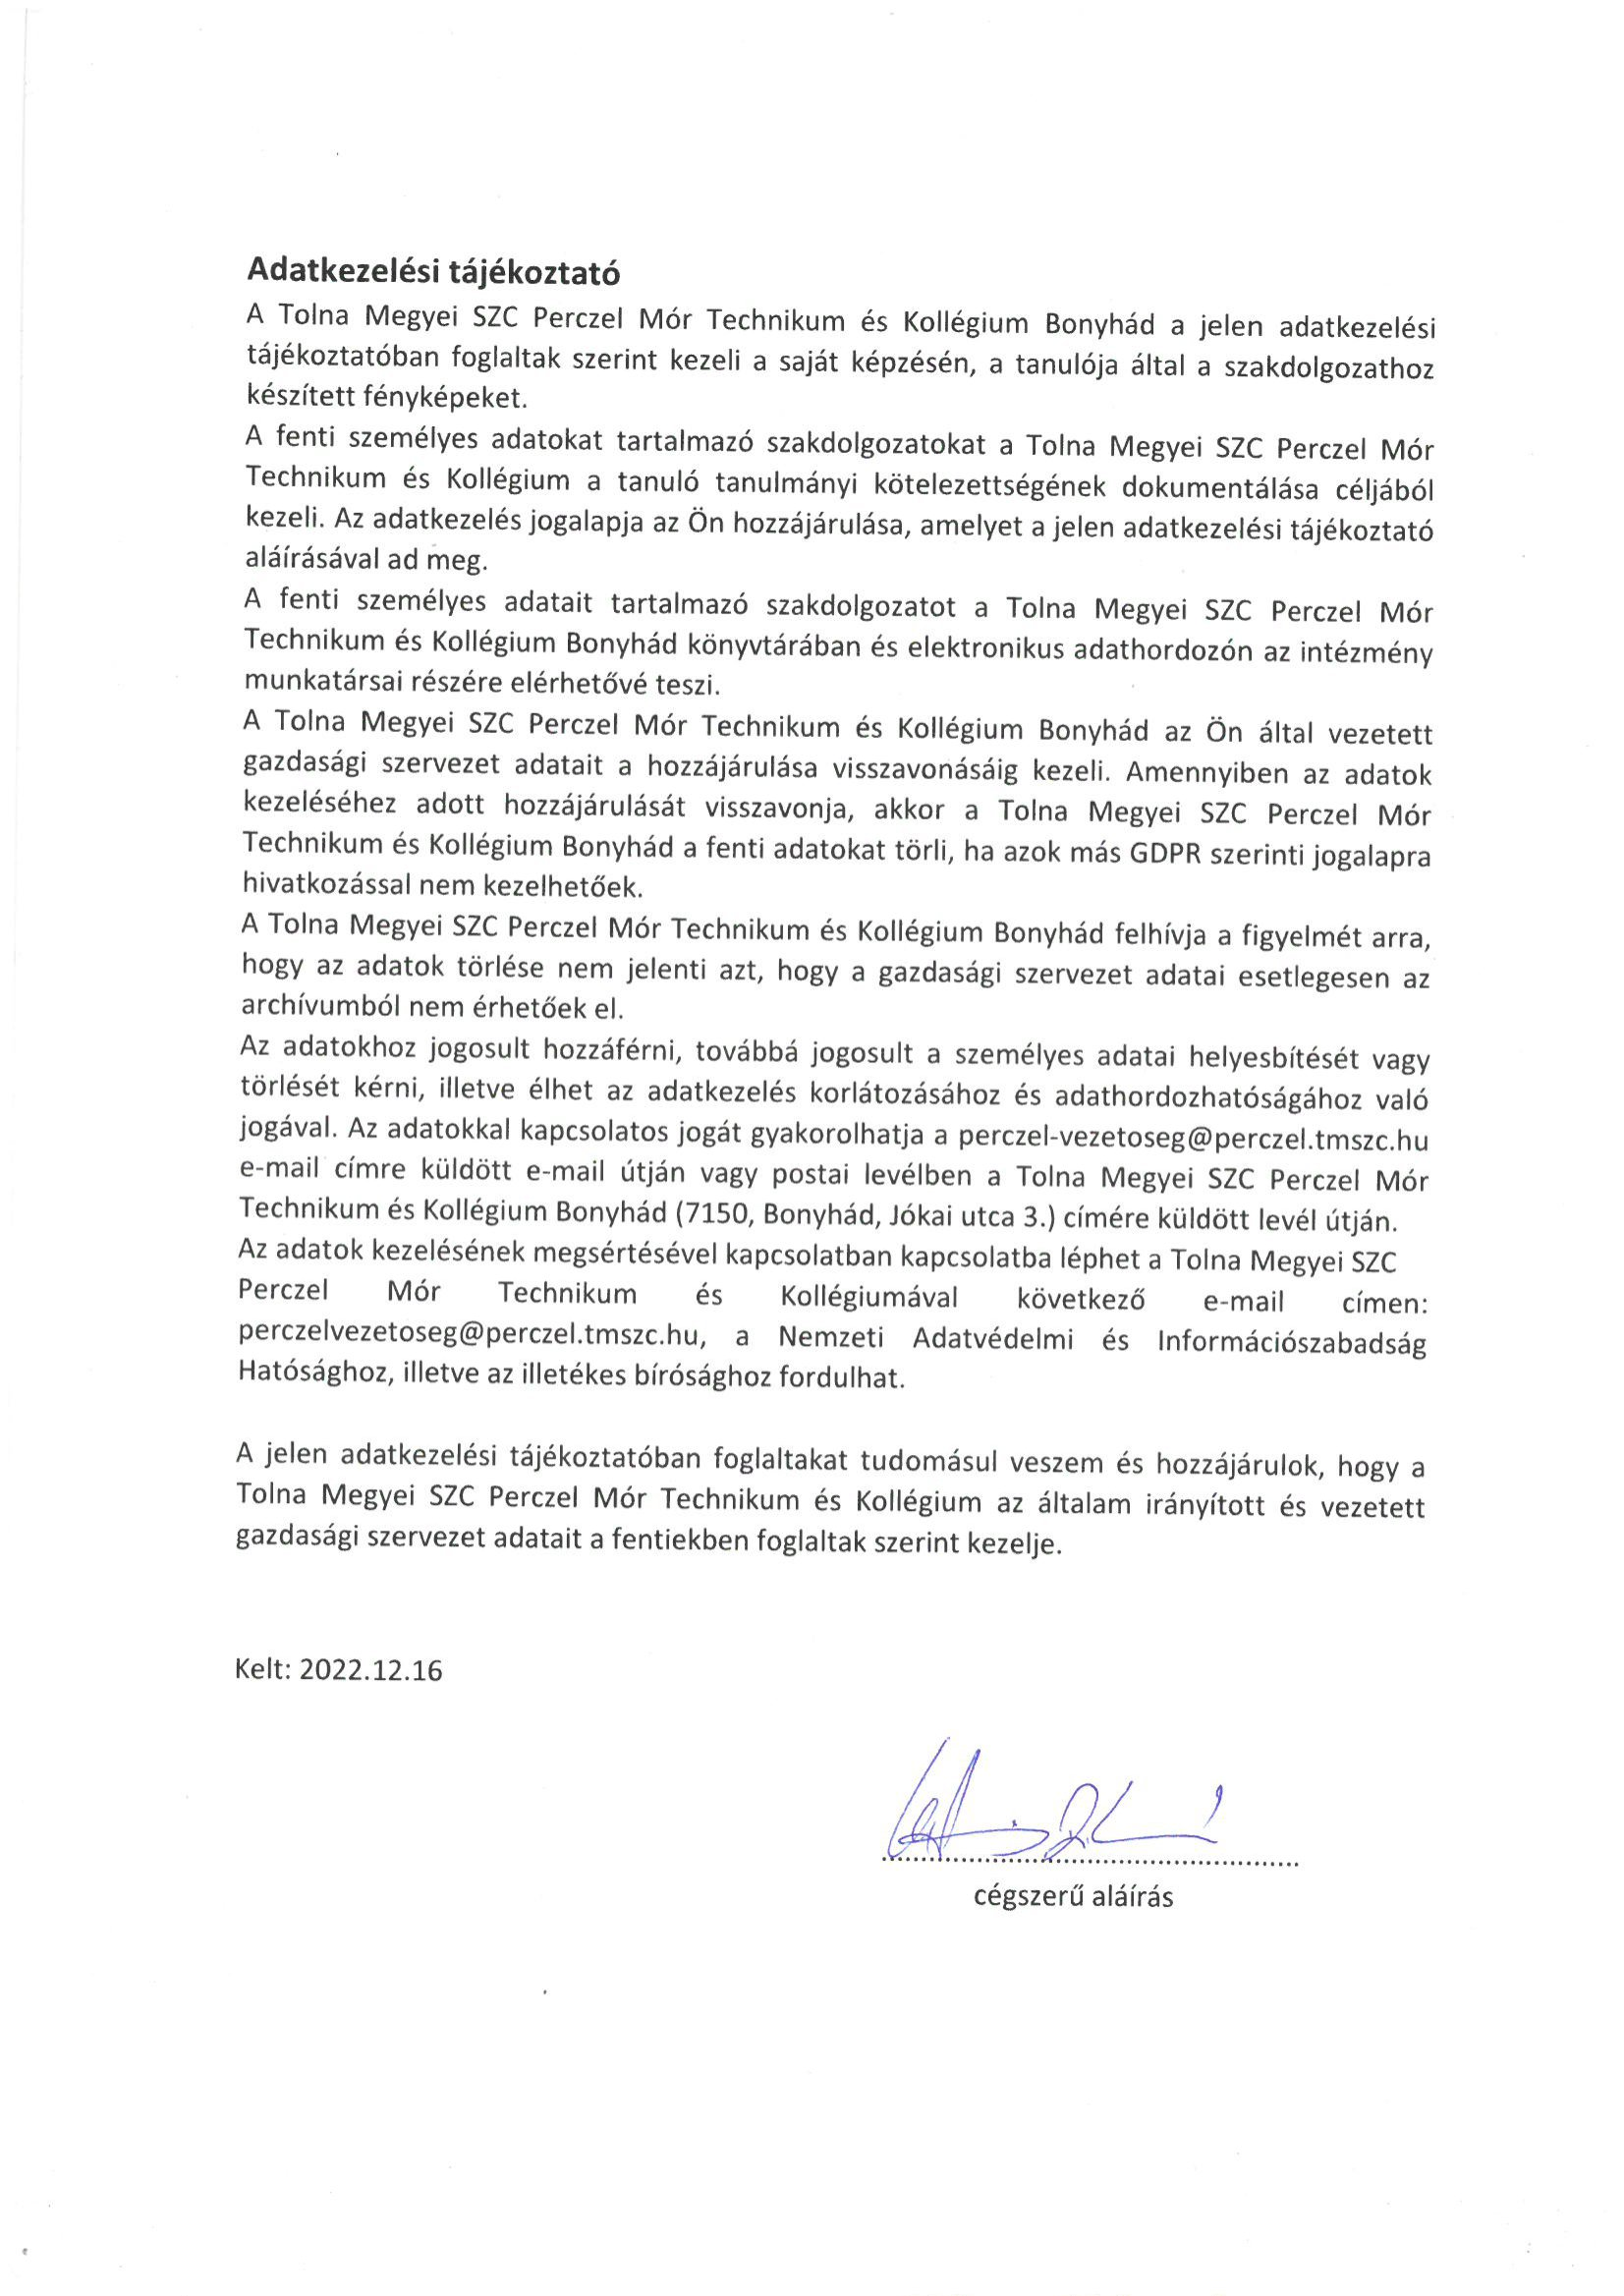 Adatkezelési tájékoztató
A Tolna Megyei SZC Perczel Mór Technikum és Kollégium Bonyhád a jelen adatkezelési
tájékoztatóban foglaltak szerint kezeli a saját képzésén, a tanulója által a szakdolgozathoz
készített fényképeket.
A fenti személyes adatokat tartalmazó szakdolgozatokat a Tolna Megyei SZC Perczel Mór
Technikum és Kollégium a tanuló tanulmányi kötelezettségének dokumentálása céljából
kezeli. Az adatkezelés jogalapja az Ön hozzájárulása, amelyet a jelen adatkezelési tájékoztató
aláírásával ad meg.
A fenti személyes adatait tartalmazó szakdolgozatot a Tolna Megyei SZC Perczel Mór
Technikum és Kollégium Bonyhád könyvtárában és elektronikus adathordozón az intézmény
munkatársai részére elérhetővé teszi.
A Tolna Megyei SZC Perczel Mór Technikum és Kollégium Bonyhád az Ön által vezetett
gazdasági szervezet adatait a hozzájárulása visszavonásáig kezeli. Amennyiben az adatok
kezeléséhez adott hozzájárulását visszavonja, akkor a Tolna Megyei SZC Perczel Mór
Technikum és Kollégium Bonyhád a fenti adatokat törli, ha azok más GDPR szerinti jogalapra
hivatkozással nem kezelhetőek.
A Tolna Megyei SZC Perczel Mór Technikum és Kollégium Bonyhád felhívja a figyelmét arra,
hogy az adatok törlése nem jelenti azt, hogy a gazdasági szervezet adatai esetlegesen az
archívumból nem érhetőek el.
Az adatokhoz jogosult hozzáférni, továbbá jogosult a személyes adatai helyesbítését vagy
törlését kérni, illetve élhet az adatkezelés korlátozásához és adathordozhatóságához való
jogával. Az adatokkal kapcsolatos jogát gyakorolhatja a perczel-vezetoseg@perczel.tmszc.hu
e-mail címre küldött e-mail útján vagy postai levélben a Tolna Megyei SZC Perczel Mór
Technikum és Kollégium Bonyhád (7150, Bonyhád, Jókai utca 3.) címére küldött levél útján.
Az adatok kezelésének megsértésével kapcsolatban kapcsolatba léphet a Tolna Megyei SZC
Perczel Mór Technikum és Kollégiumával következő e-mail címen:
perczelvezetoseg@perczel.tmszc.hu, a Nemzeti Adatvédelmi és Információszabadság
Hatósághoz, illetve az illetékes bírósághoz fordulhat.
A jelen adatkezelési tájékoztatóban foglaltakat tudomásul veszem és hozzájárulok, hogy a
Tolna Megyei SZC Perczel Mór Technikum és Kollégium az általam irányított és vezetett
gazdasági szervezet adatait a fentiekben foglaltak szerint kezelje.
Kelt: 2022.12.16
cégszerű aláírás